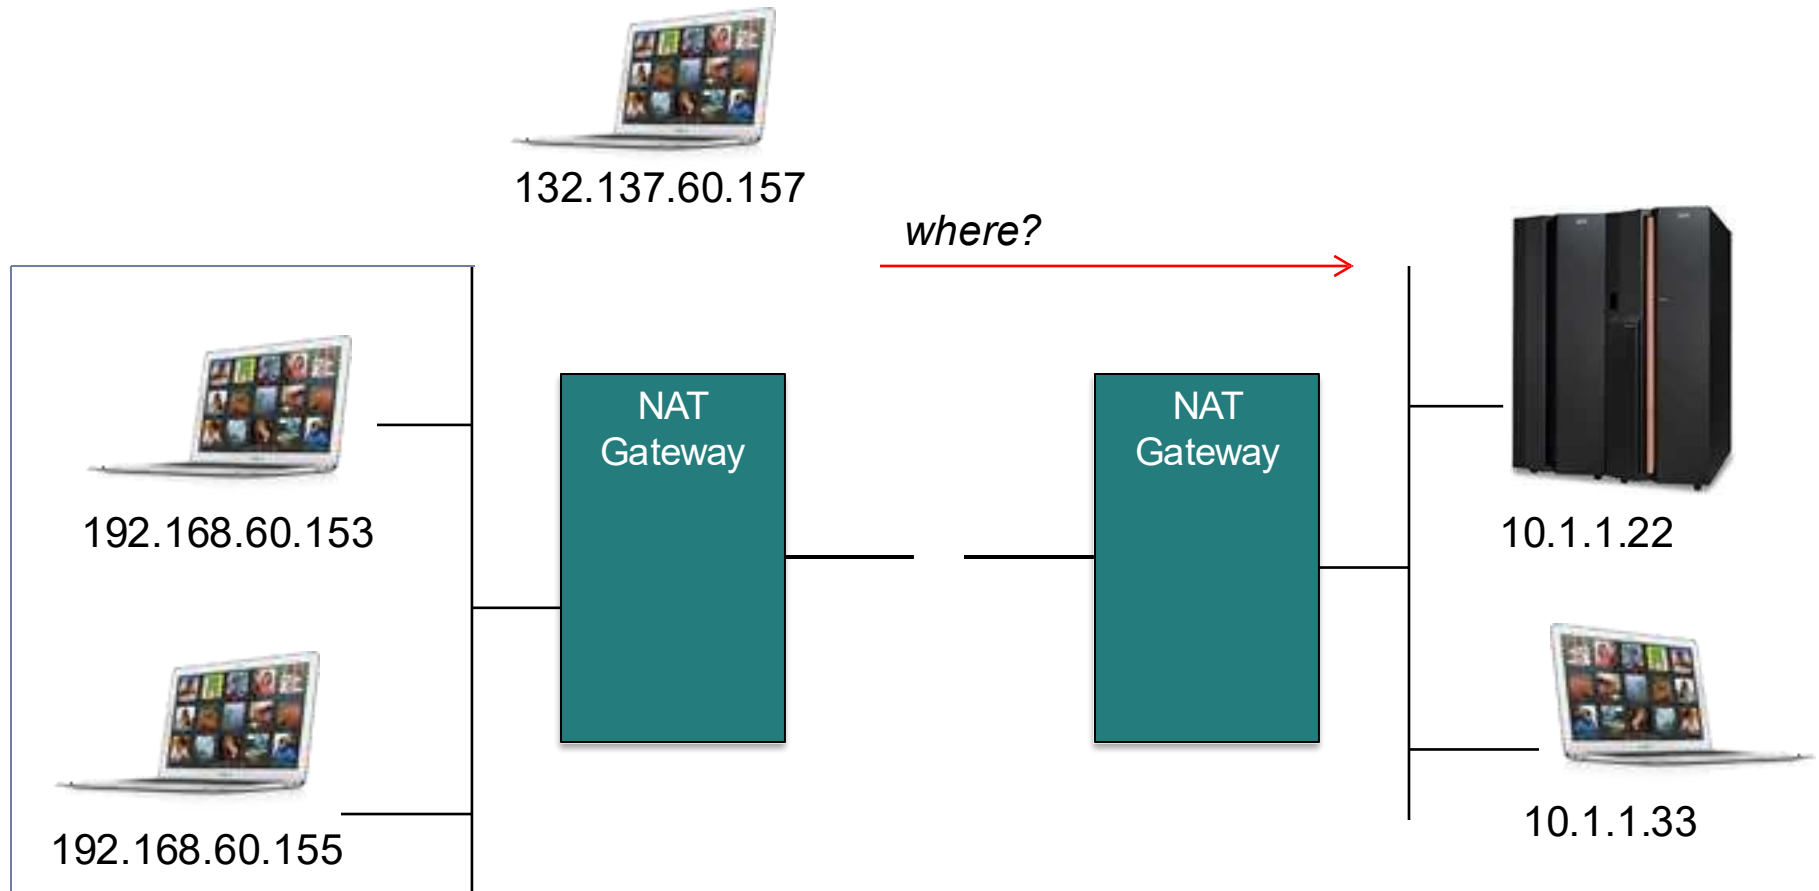 132.137.60.157
where?
NAT
Gateway
NAT
Gateway
192.168.60.153
10.1.1.22
192.168.60.155
10.1.1.33